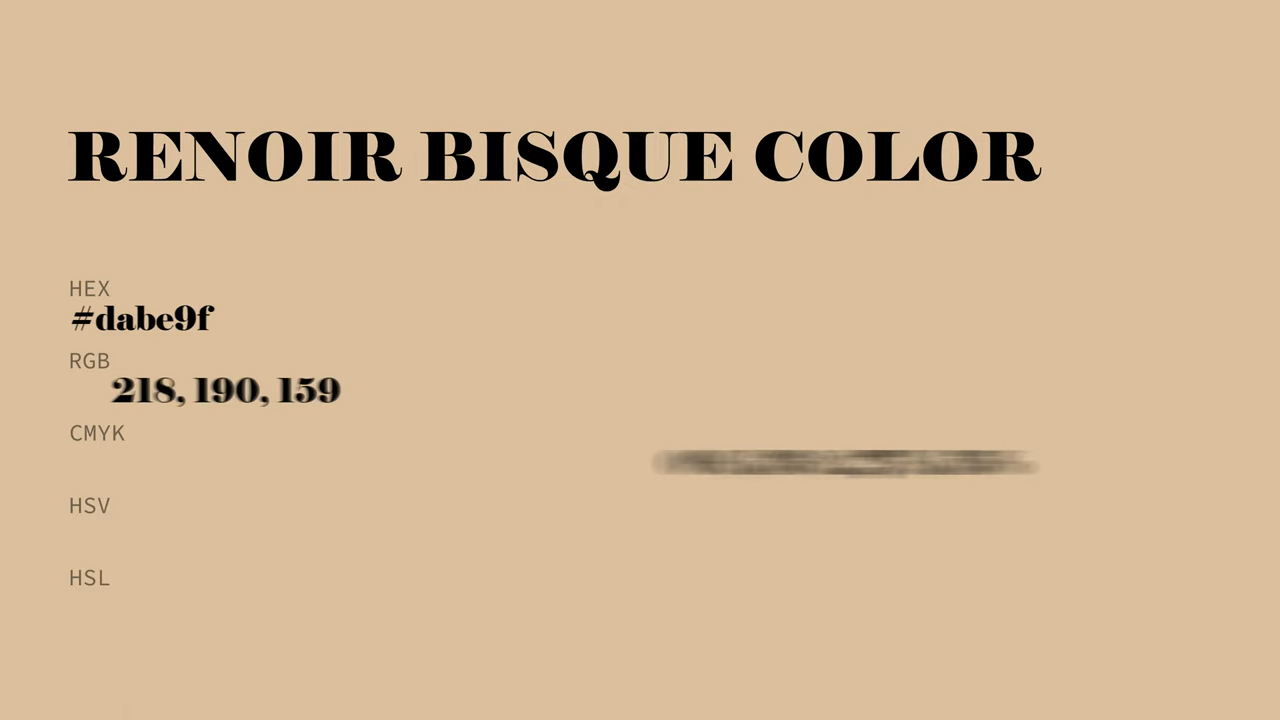 RENOIR BISQUE COLOR
HEX
#dabe9f
RGB
218, 190, 159
CMYK
HSV
HSL